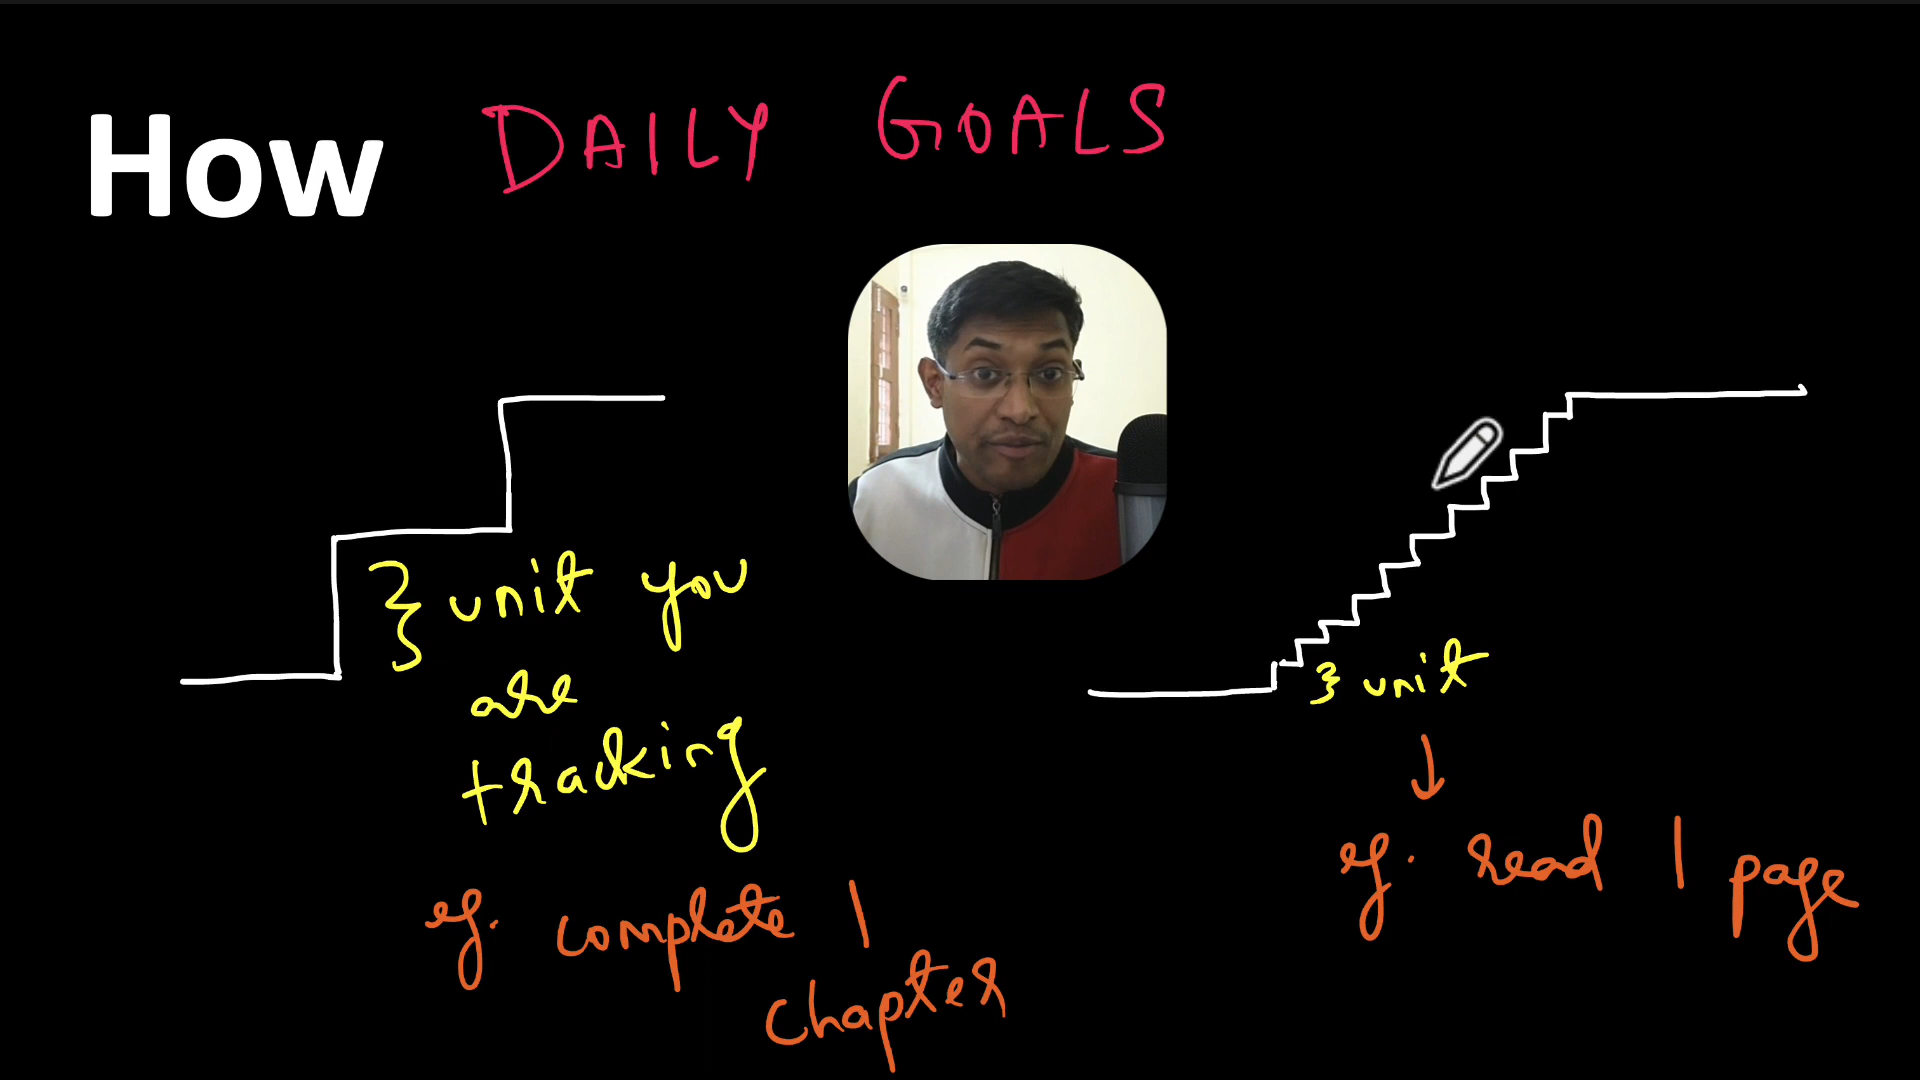 How DAILY GOALS
} unit you
are
tracking
eg. complete 1
chapter
} unit
↓
eg. read 1 page